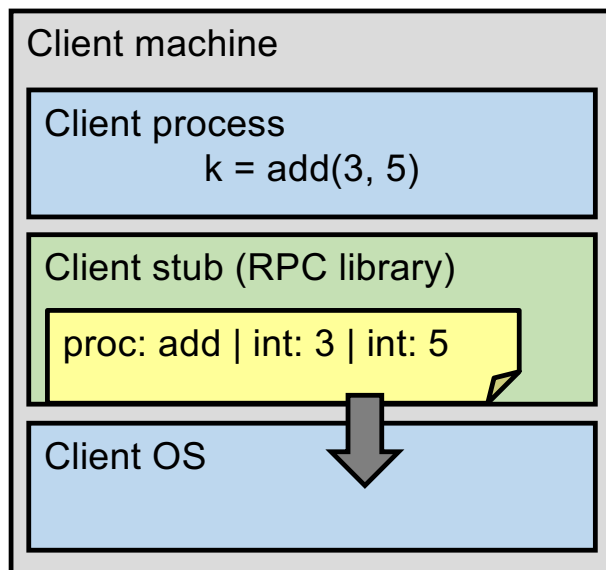 Client machine
Client process
k = add(3, 5)
Client stub (RPC library)
proc: add | int: 3 | int: 5
Client OS